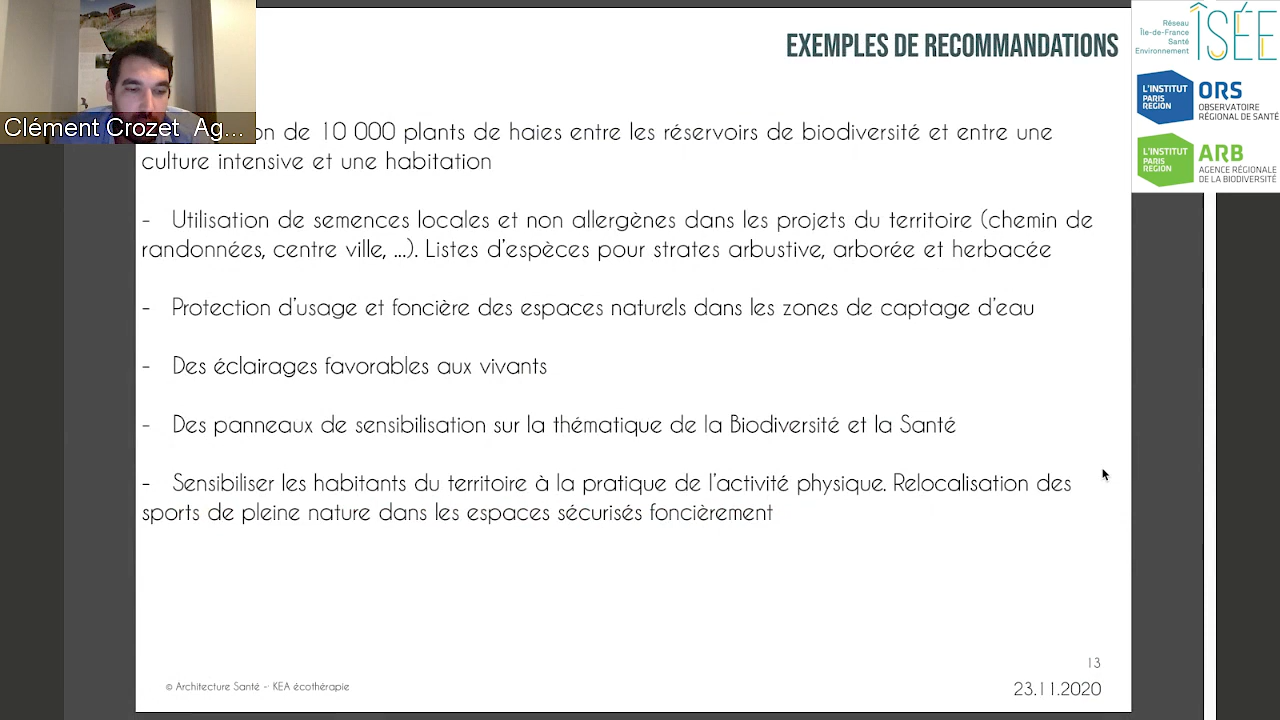 EXEMPLES DE RECOMMANDATIONS
Réseau
Île-de-France
Santé
Environnement
ÎSÉE
L'INSTITUT
PARIS
REGION
ORS
OBSERVATOIRE
RÉGIONAL DE SANTÉ
L'INSTITUT
PARIS
REGION
ARB
AGENCE RÉGIONALE
DE LA BIODIVERSITÉ
Clément Crozet Ag...
on de 10 000 plants de haies entre les réservoirs de biodiversité et entre une
culture intensive et une habitation
- Utilisation de semences locales et non allergènes dans les projets du territoire (chemin de
randonnées, centre ville, ...). Listes d'espèces pour strates arbustive, arborée et herbacée
- Protection d'usage et foncière des espaces naturels dans les zones de captage d'eau
- Des éclairages favorables aux vivants
- Des panneaux de sensibilisation sur la thématique de la Biodiversité et la Santé
- Sensibiliser les habitants du territoire à la pratique de l'activité physique. Relocalisation des
sports de pleine nature dans les espaces sécurisés foncièrement
13
© Architecture Santé - KEA écothérapie
23.11.2020